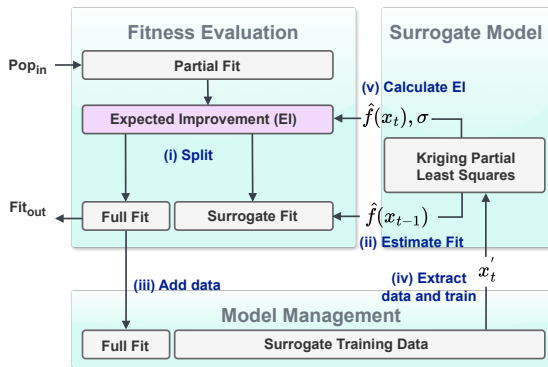 Fitness Evaluation
Surrogate Model
Pop_in
Partial Fit
(v) Calculate EI
Expected Improvement (EI)
f̂(x_t), σ
(i) Split
Kriging Partial
Least Squares
Fit_out
Full Fit
Surrogate Fit
f̂(x_{t-1})
(ii) Estimate Fit
(iii) Add data
(iv) Extract
data and train
x_t'
Model Management
Full Fit
Surrogate Training Data